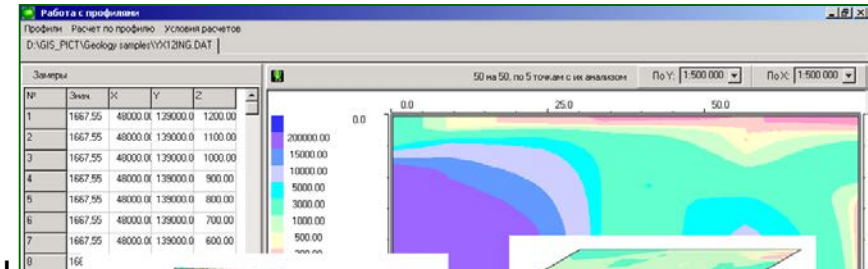 Работа с профилями
Профили Расчет по профилю Условия расчетов
D:\GIS_PICT\Geology samples\YX12ING.DAT
Замеры
50 на 50, по 5 точкам с их анализом По Y: 1:500 000 По X: 1:500 000
№ Знач. X Y Z
1 1667,55 48000.0( 139000.0 1200.00
2 1667,55 48000.0( 139000.0 1100.00
3 1667,55 48000.0( 139000.0 1000.00
4 1667,55 48000.0( 139000.0 900.00
5 1667,55 48000.0( 139000.0 800.00
6 1667,55 48000.0( 139000.0 700.00
7 1667,55 48000.0( 139000.0 600.00
8
0.0 25.0 50.0
0.0
200000.00
15000.00
10000.00
5000.00
3000.00
1000.00
500.00